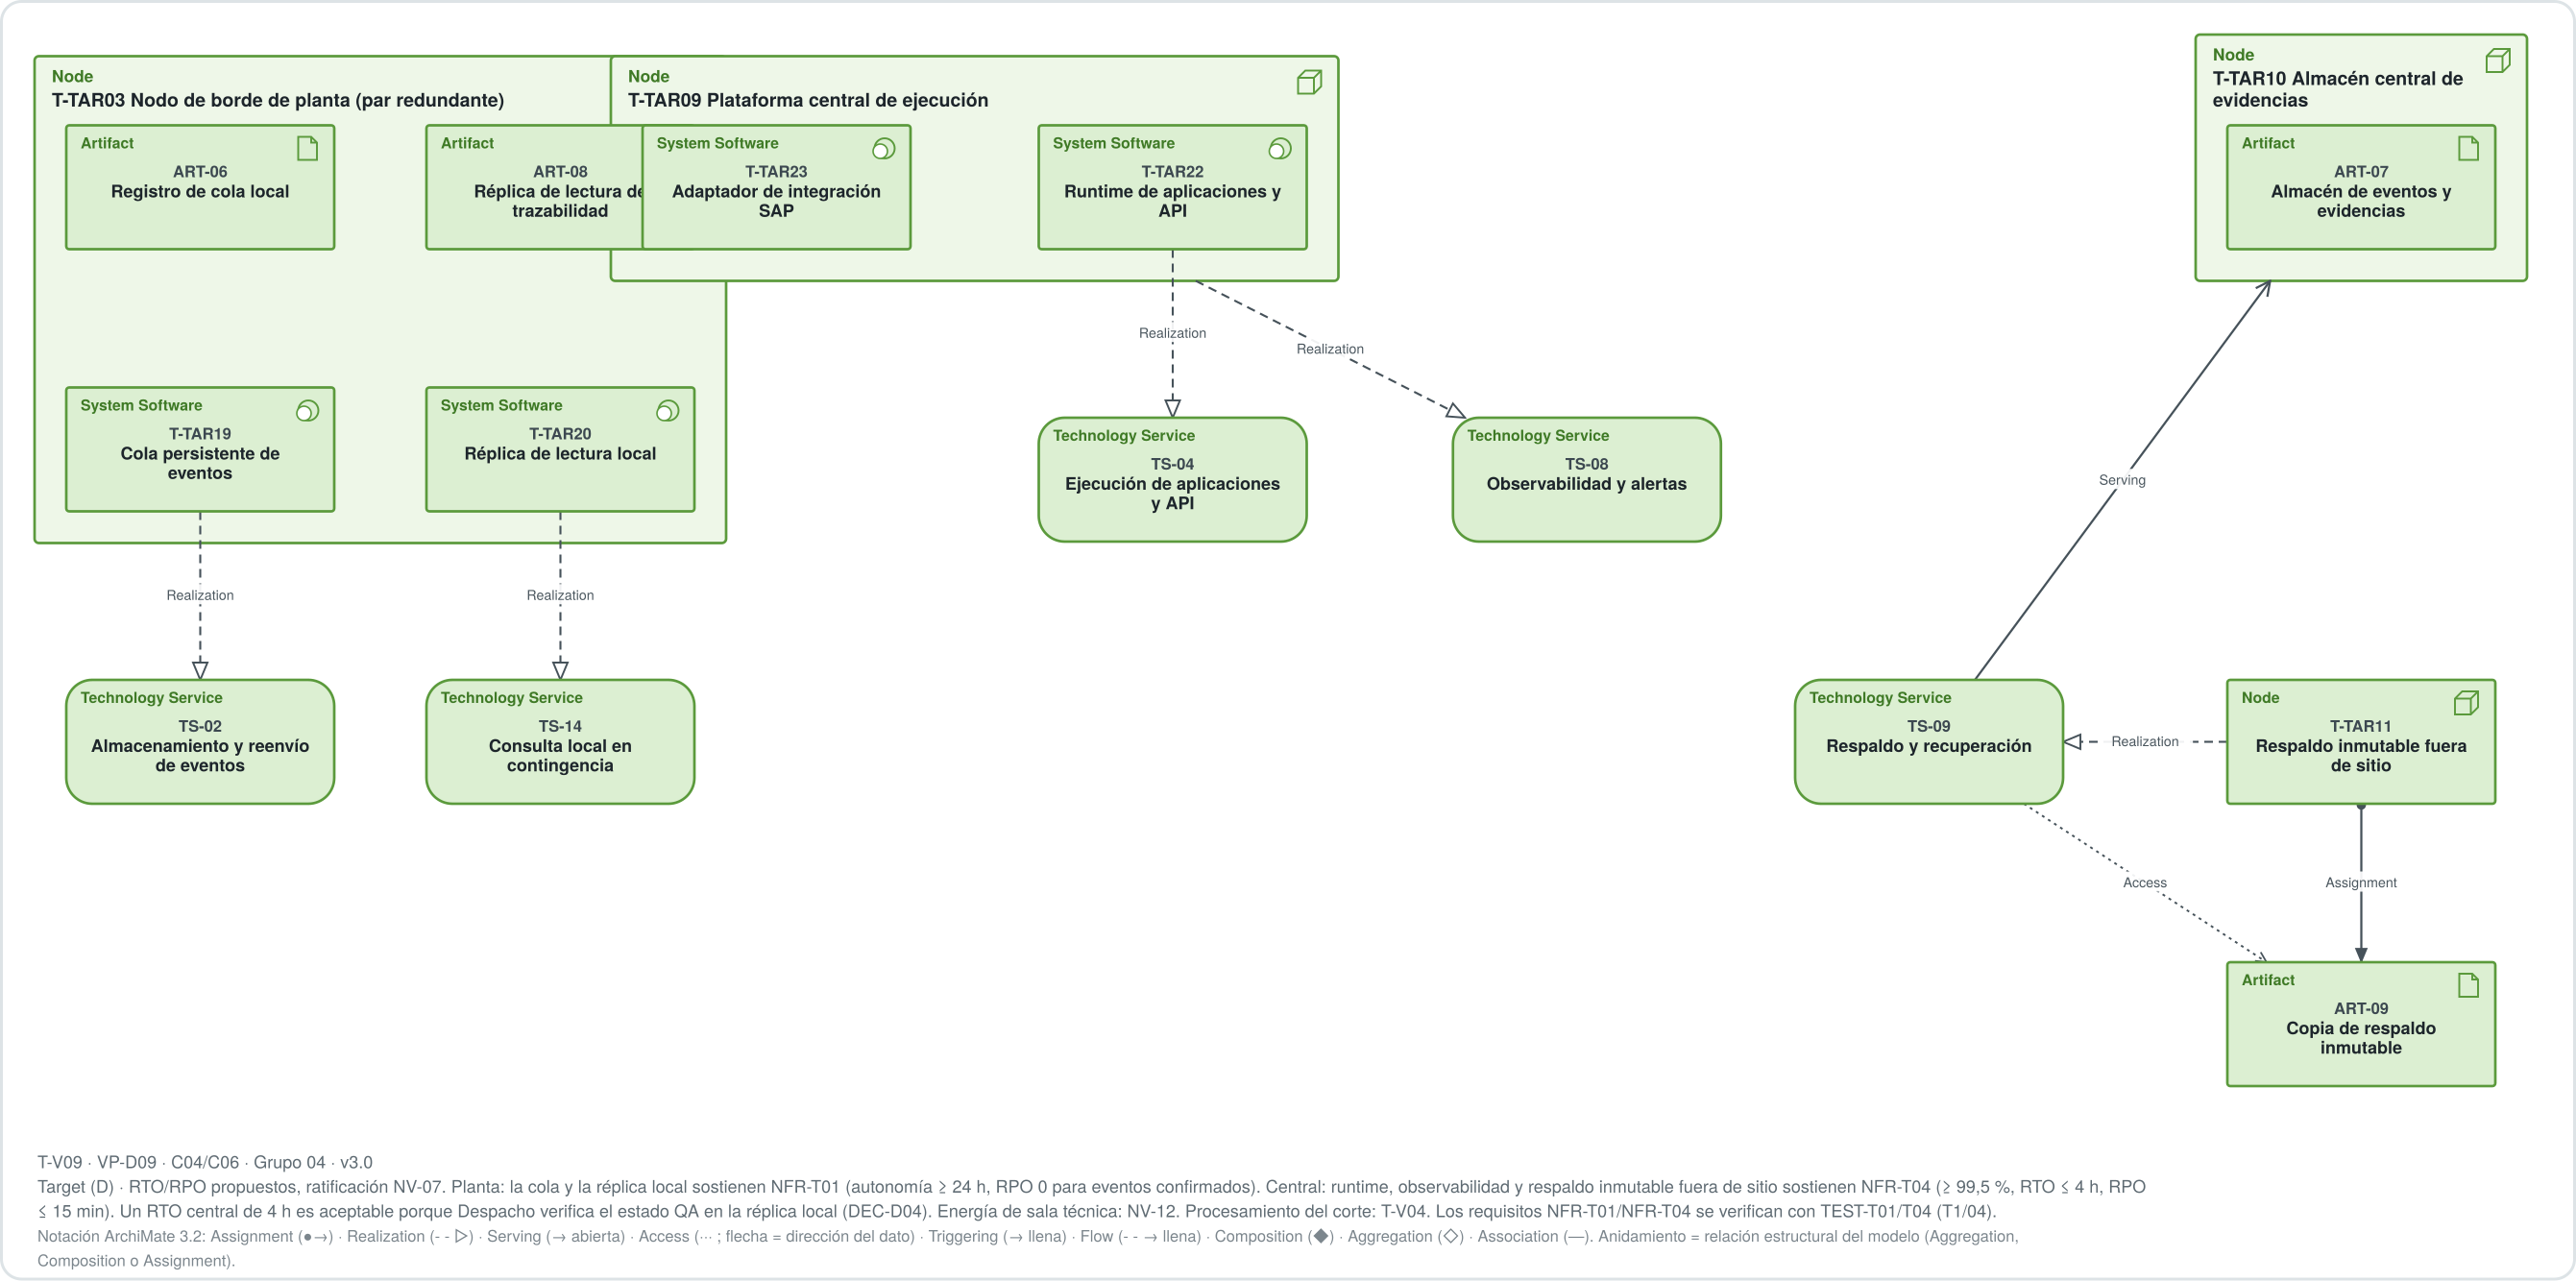 Node
T-TAR03 Nodo de borde de planta (par redundante)
Artifact
ART-06
Registro de cola local
Artifact
ART-08
Réplica de lectura de
trazabilidad
System Software
T-TAR19
Cola persistente de
eventos
System Software
T-TAR20
Réplica de lectura local
Node
T-TAR09 Plataforma central de ejecución
System Software
T-TAR23
Adaptador de integración
SAP
System Software
T-TAR22
Runtime de aplicaciones y
API
Node
T-TAR10 Almacén central de
evidencias
Artifact
ART-07
Almacén de eventos y
evidencias
Realization
Realization
Technology Service
TS-04
Ejecución de aplicaciones
y API
Technology Service
TS-08
Observabilidad y alertas
Serving
Realization
Realization
Technology Service
TS-02
Almacenamiento y reenvío
de eventos
Technology Service
TS-14
Consulta local en
contingencia
Technology Service
TS-09
Respaldo y recuperación
Realization
Node
T-TAR11
Respaldo inmutable fuera
de sitio
Access
Assignment
Artifact
ART-09
Copia de respaldo
inmutable
T-V09 · VP-D09 · C04/C06 · Grupo 04 · v3.0
Target (D) · RTO/RPO propuestos, ratificación NV-07. Planta: la cola y la réplica local sostienen NFR-T01 (autonomía ≥ 24 h, RPO 0 para eventos confirmados). Central: runtime, observabilidad y respaldo inmutable fuera de sitio sostienen NFR-T04 (≥ 99,5 %, RTO ≤ 4 h, RPO
≤ 15 min). Un RTO central de 4 h es aceptable porque Despacho verifica el estado QA en la réplica local (DEC-D04). Energía de sala técnica: NV-12. Procesamiento del corte: T-V04. Los requisitos NFR-T01/NFR-T04 se verifican con TEST-T01/T04 (T1/04).
Notación ArchiMate 3.2: Assignment (●→) · Realization (- - ▷) · Serving (→ abierta) · Access (··· ; flecha = dirección del dato) · Triggering (→ llena) · Flow (- - → llena) · Composition (◆) · Aggregation (◇) · Association (—). Anidamiento = relación estructural del modelo (Aggregation,
Composition o Assignment).